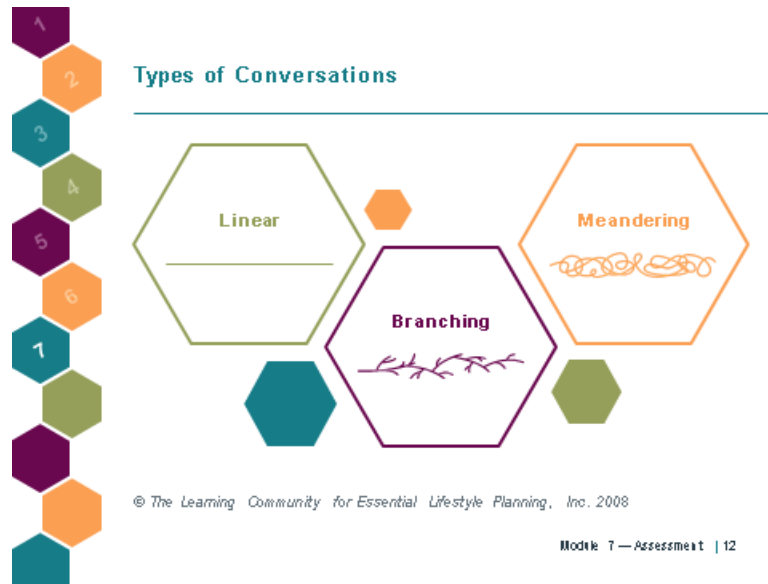 1
2
3
4
5
6
7
Types of Conversations
Linear
Meandering
Branching
© The Learning Community for Essential Lifestyle Planning, Inc. 2008
Module 7 — Assessment | 12